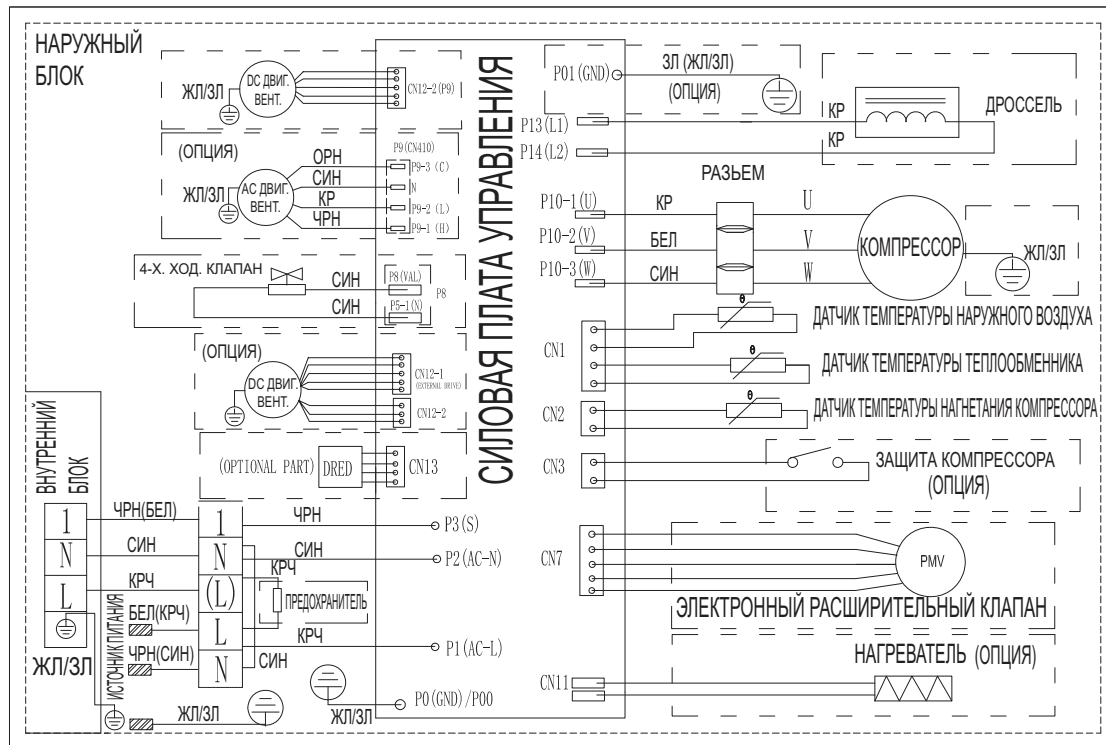 НАРУЖНЫЙ
БЛОК
DC ДВИГ.
ВЕНТ.
ЖЛ/ЗЛ
CN12-2(P9)
(ОПЦИЯ)
P9(CN410)
ОРН
P9-3 (C)
СИН
N
ЖЛ/ЗЛ
АС ДВИГ.
ВЕНТ.
КР
P9-2 (L)
ЧРН
P9-1 (H)
4-Х. ХОД. КЛАПАН
СИН
P8(VAL)
P8
СИН
P5-1(N)
(ОПЦИЯ)
DC ДВИГ.
ВЕНТ.
CN12-1
(EXTERNAL DRIVE)
CN12-2
(OPTIONAL PART)
DRED
CN13
СИЛОВАЯ ПЛАТА УПРАВЛЕНИЯ
ВНУТРЕННИЙ
БЛОК
1
ЧРН(БЕЛ)
1
ЧРН
P3(S)
N
СИН
N
СИН
P2(AC-N)
КРЧ
L
КРЧ
(L)
ПРЕДОХРАНИТЕЛЬ
БЕЛ(КРЧ)
L
КРЧ
P1(AC-L)
ЖЛ/ЗЛ
ИСТОЧНИК ПИТАНИЯ
ЧРН(СИН)
N
СИН
ЖЛ/ЗЛ
ЖЛ/ЗЛ
P0(GND)/P00
P01(GND)
ЗЛ (ЖЛ/ЗЛ)
(ОПЦИЯ)
P13(L1)
КР
P14(L2)
КР
ДРОССЕЛЬ
РАЗЬЕМ
P10-1(U)
КР
U
P10-2(V)
БЕЛ
V
P10-3(W)
СИН
W
КОМПРЕССОР
ЖЛ/ЗЛ
CN1
θ
ДАТЧИК ТЕМПЕРАТУРЫ НАРУЖНОГО ВОЗДУХА
θ
ДАТЧИК ТЕМПЕРАТУРЫ ТЕПЛООБМЕННИКА
CN2
θ
ДАТЧИК ТЕМПЕРАТУРЫ НАГНЕТАНИЯ КОМПРЕССОРА
CN3
ЗАЩИТА КОМПРЕССОРА
(ОПЦИЯ)
CN7
PMV
ЭЛЕКТРОННЫЙ РАСШИРИТЕЛЬНЫЙ КЛАПАН
НАГРЕВАТЕЛЬ (ОПЦИЯ)
CN11